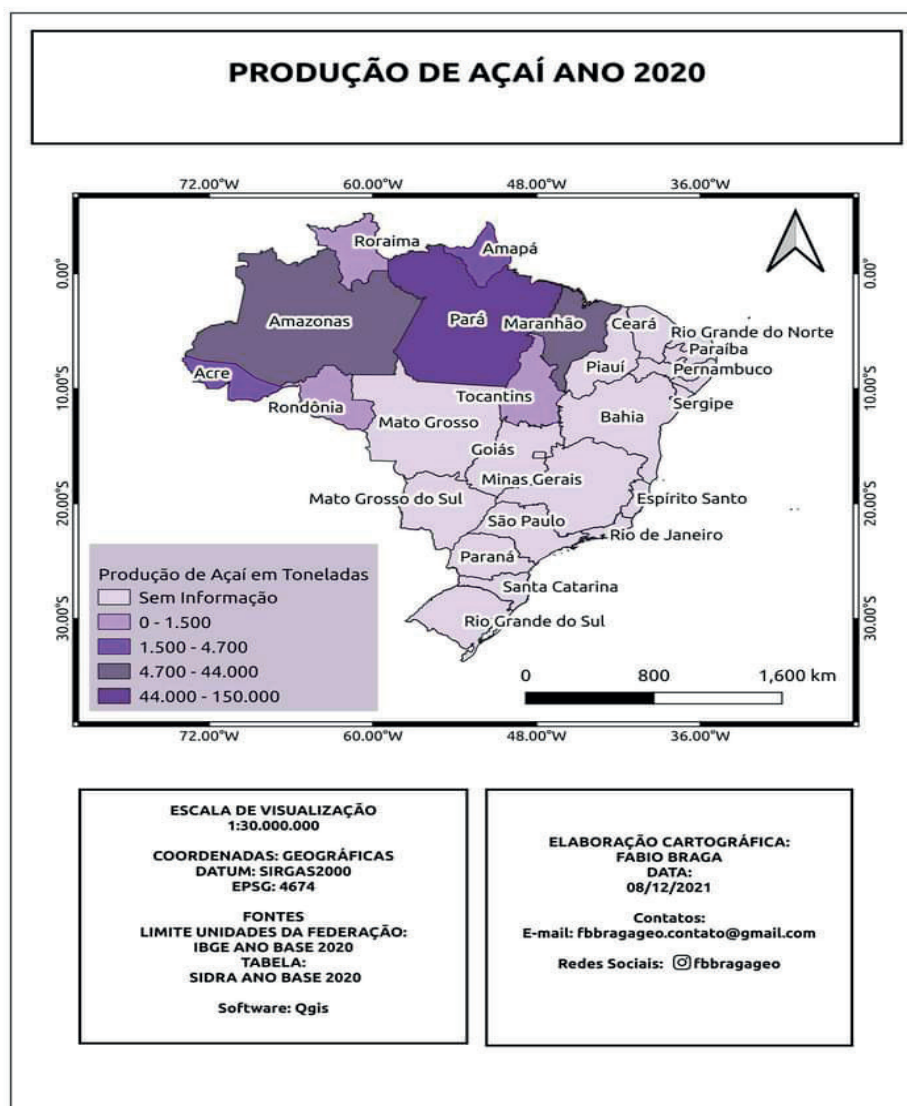 PRODUÇÃO DE AÇAÍ ANO 2020
72.00°W 60.00°W 48.00°W 36.00°W
0.00° 0.00°
10.00°S 10.00°S
20.00°S 20.00°S
30.00°S 30.00°S
Roraima
Amapá
Amazonas
Pará
Maranhão
Ceará
Rio Grande do Norte
Paraíba
Piauí
Pernambuco
Acre
Tocantins
Sergipe
Rondônia
Mato Grosso
Bahia
Goiás
Minas Gerais
Mato Grosso do Sul
Espírito Santo
São Paulo
Rio de Janeiro
Paraná
Santa Catarina
Rio Grande do Sul
Produção de Açaí em Toneladas
Sem Informação
0 - 1.500
1.500 - 4.700
4.700 - 44.000
44.000 - 150.000
0 800 1,600 km
72.00°W 60.00°W 48.00°W 36.00°W
ESCALA DE VISUALIZAÇÃO
1:30.000.000
COORDENADAS: GEOGRÁFICAS
DATUM: SIRGAS2000
EPSG: 4674
FONTES
LIMITE UNIDADES DA FEDERAÇÃO:
IBGE ANO BASE 2020
TABELA:
SIDRA ANO BASE 2020
Software: Qgis
ELABORAÇÃO CARTOGRÁFICA:
FABIO BRAGA
DATA:
08/12/2021
Contatos:
E-mail: fbbragageo.contato@gmail.com
Redes Sociais: fbbragageo